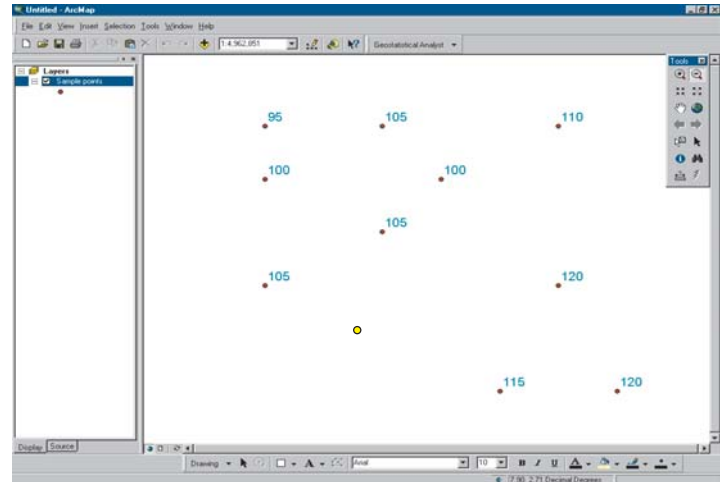 Untitled - ArcMap
File Edit View Insert Selection Tools Window Help
1:4,962,051
Geostatistical Analyst
Layers
Sample points
Tools
95
105
110
100
100
105
105
120
115
120
Display Source
Drawing
A
Arial
10
B I U A
7.90 2.71 Decimal Degrees